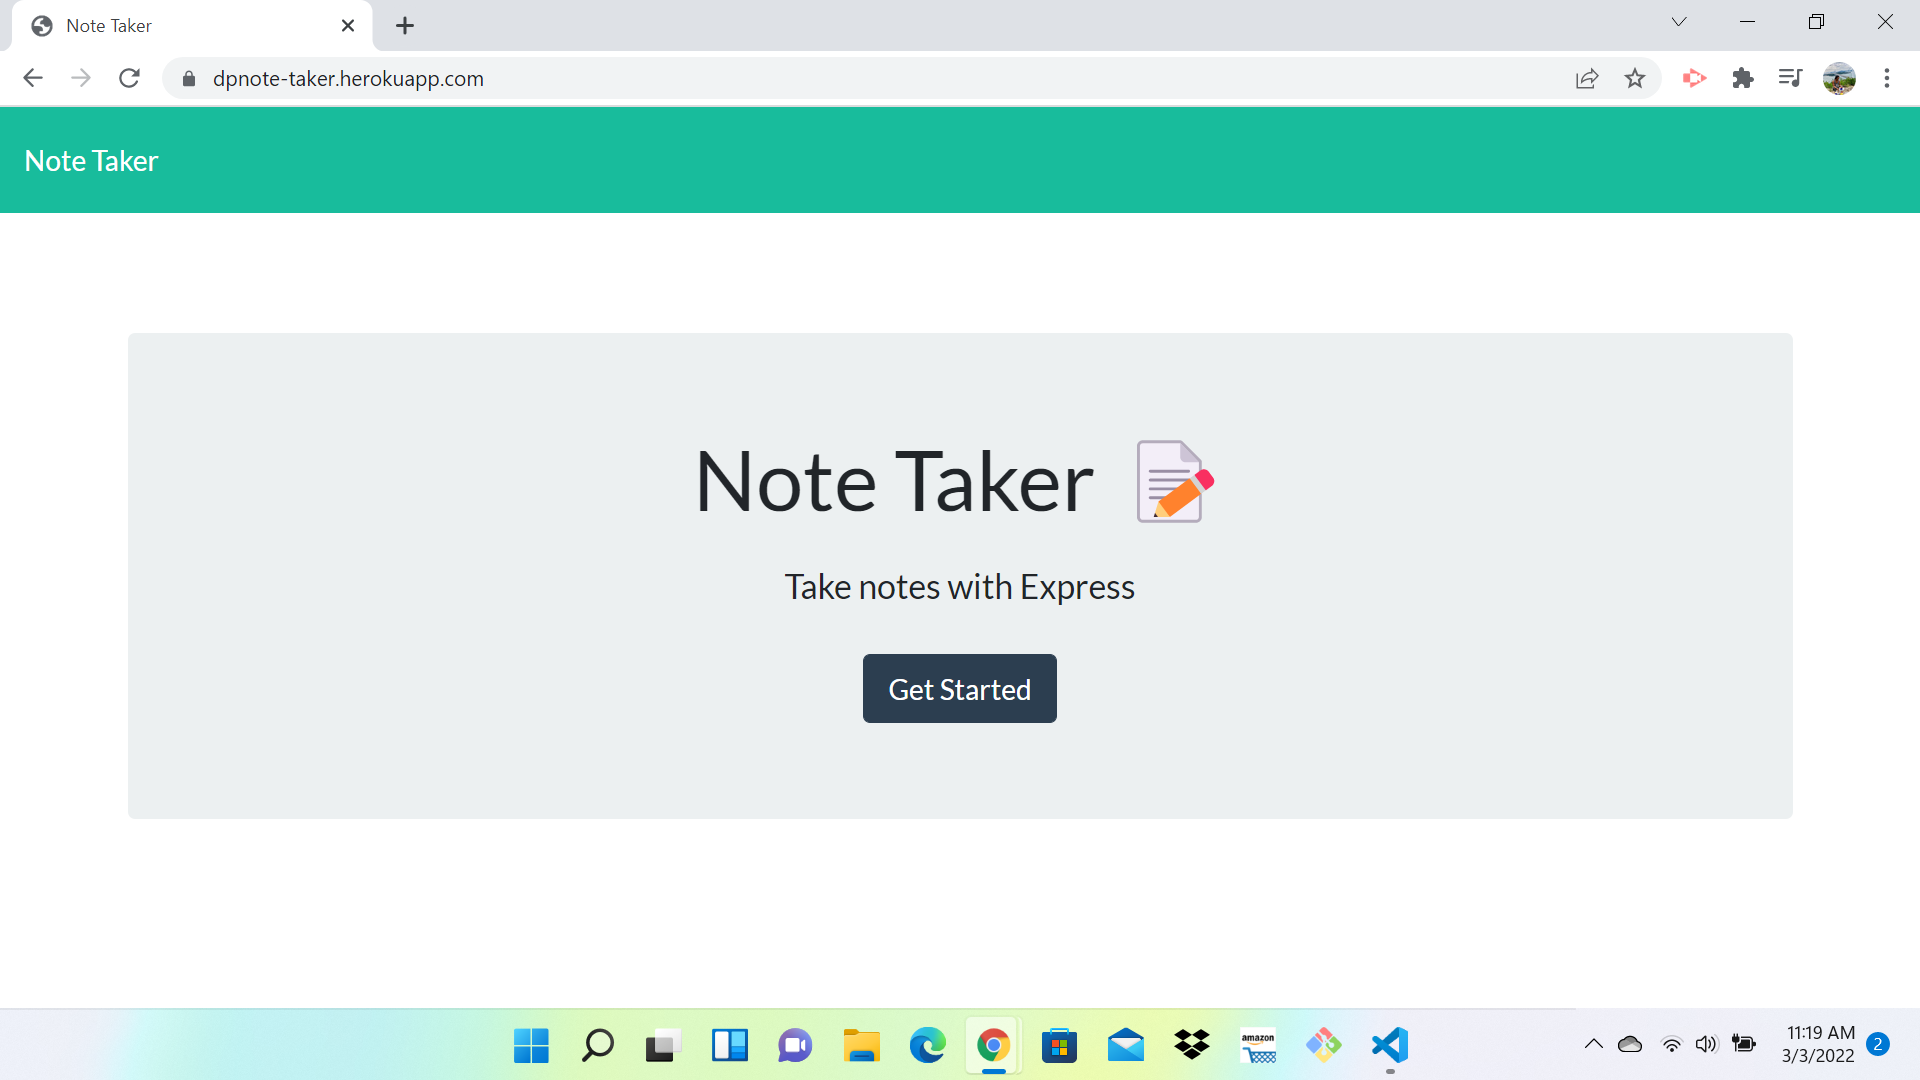 Note Taker
dpnote-taker.herokuapp.com
Note Taker
Note Taker
Take notes with Express
Get Started
amazon
11:19 AM
3/3/2022
2